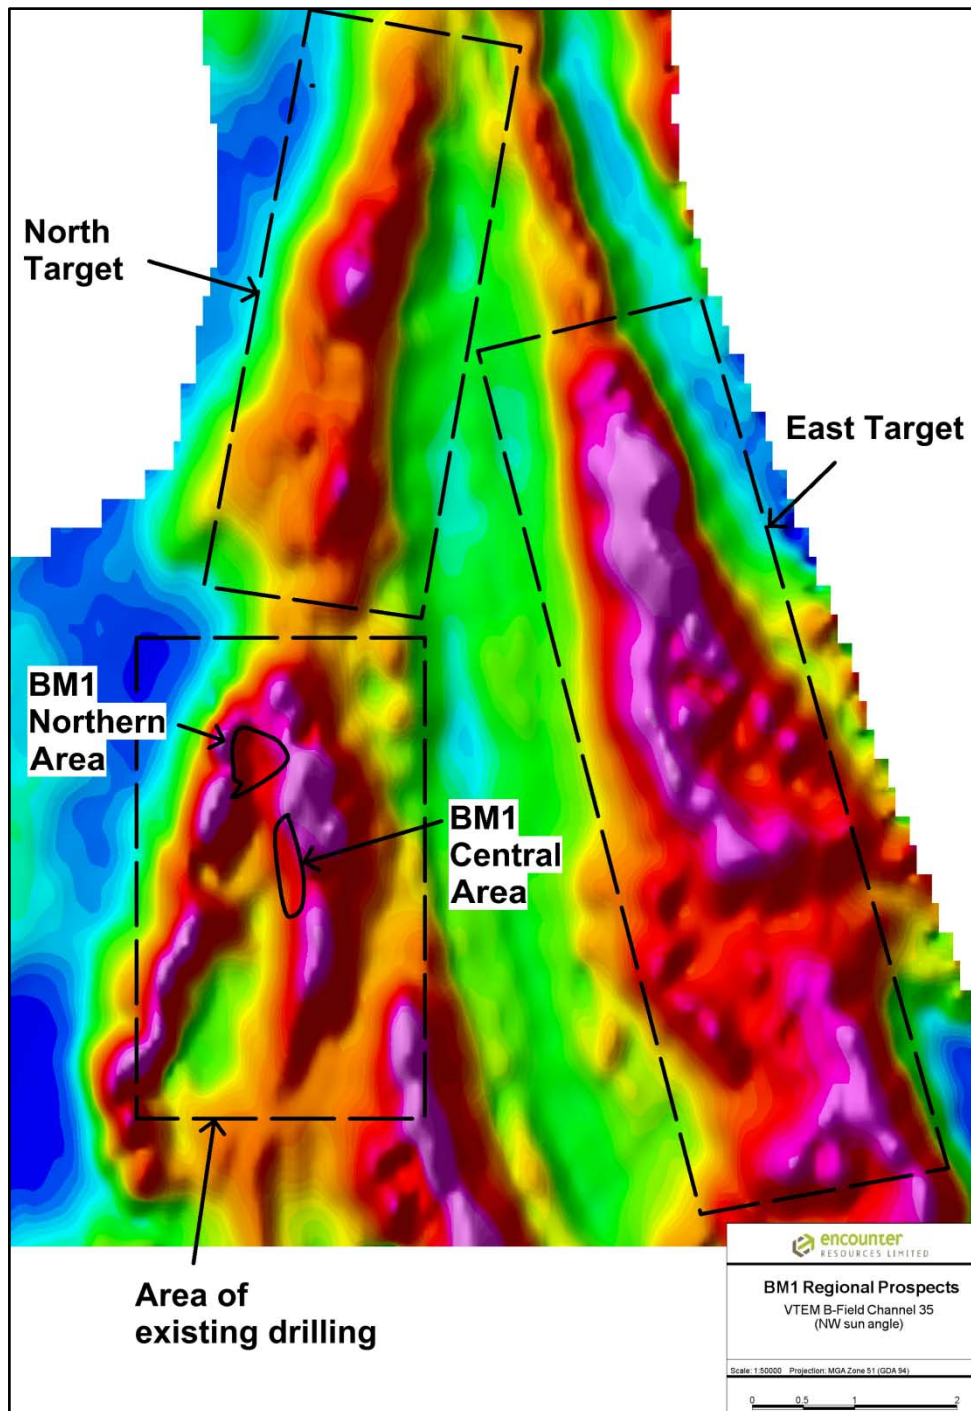 North
Target
East Target
BM1
Northern
Area
BM1
Central
Area
Area of
existing drilling
encounter
RESOURCES LIMITED
BM1 Regional Prospects
VTEM B-Field Channel 35
(NW sun angle)
Scale: 1:50000 Projection: MGA Zone 51 (GDA 94)
0 0.5 1 2